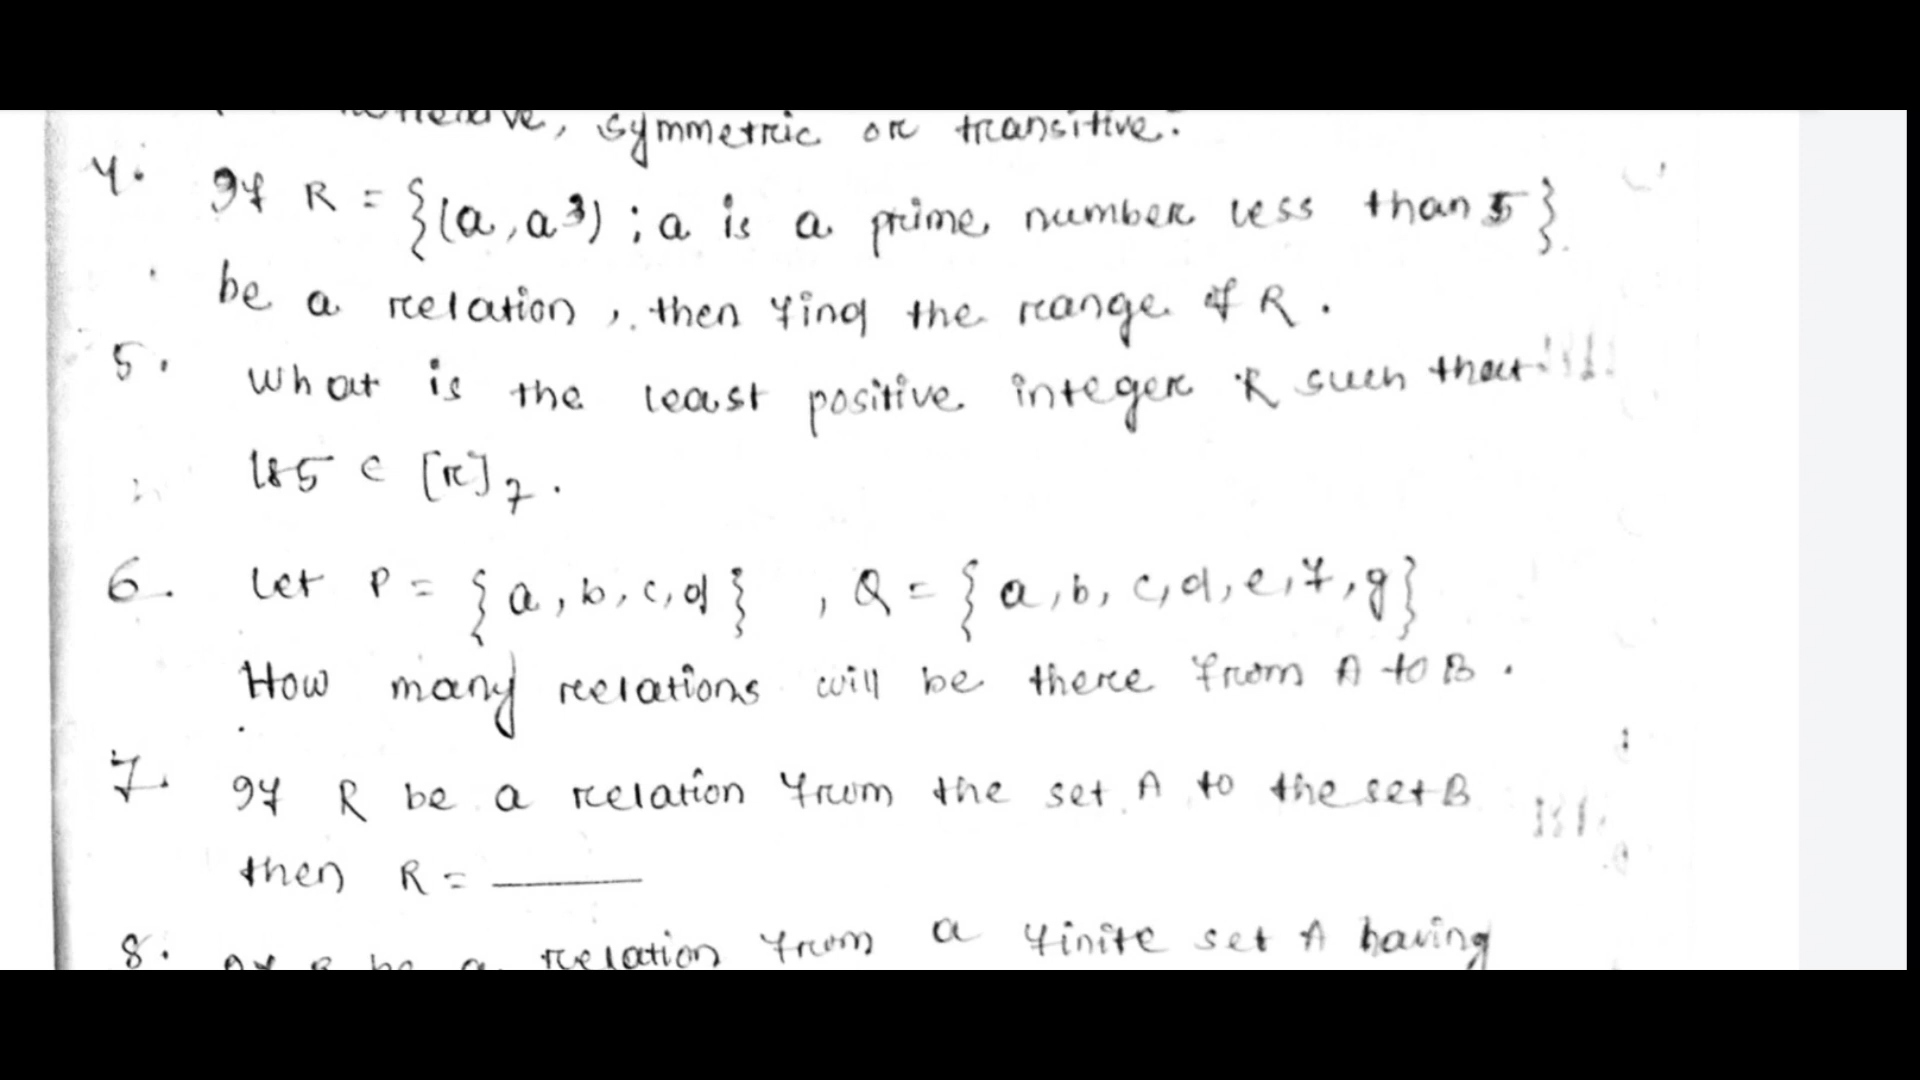 symmetric or transitive.
4. If R = {(a, a³) ; a is a prime number less than 5}
be a relation, then find the range of R.
5. What is the least positive integer R such that
185 ∈ [r]₇.
6. Let P = {a, b, c, d} , Q = {a, b, c, d, e, f, g}
How many relations will be there from A to B.
7. If R be a relation from the set A to the set B
then R = ______
8. If R be a relation from a finite set A having